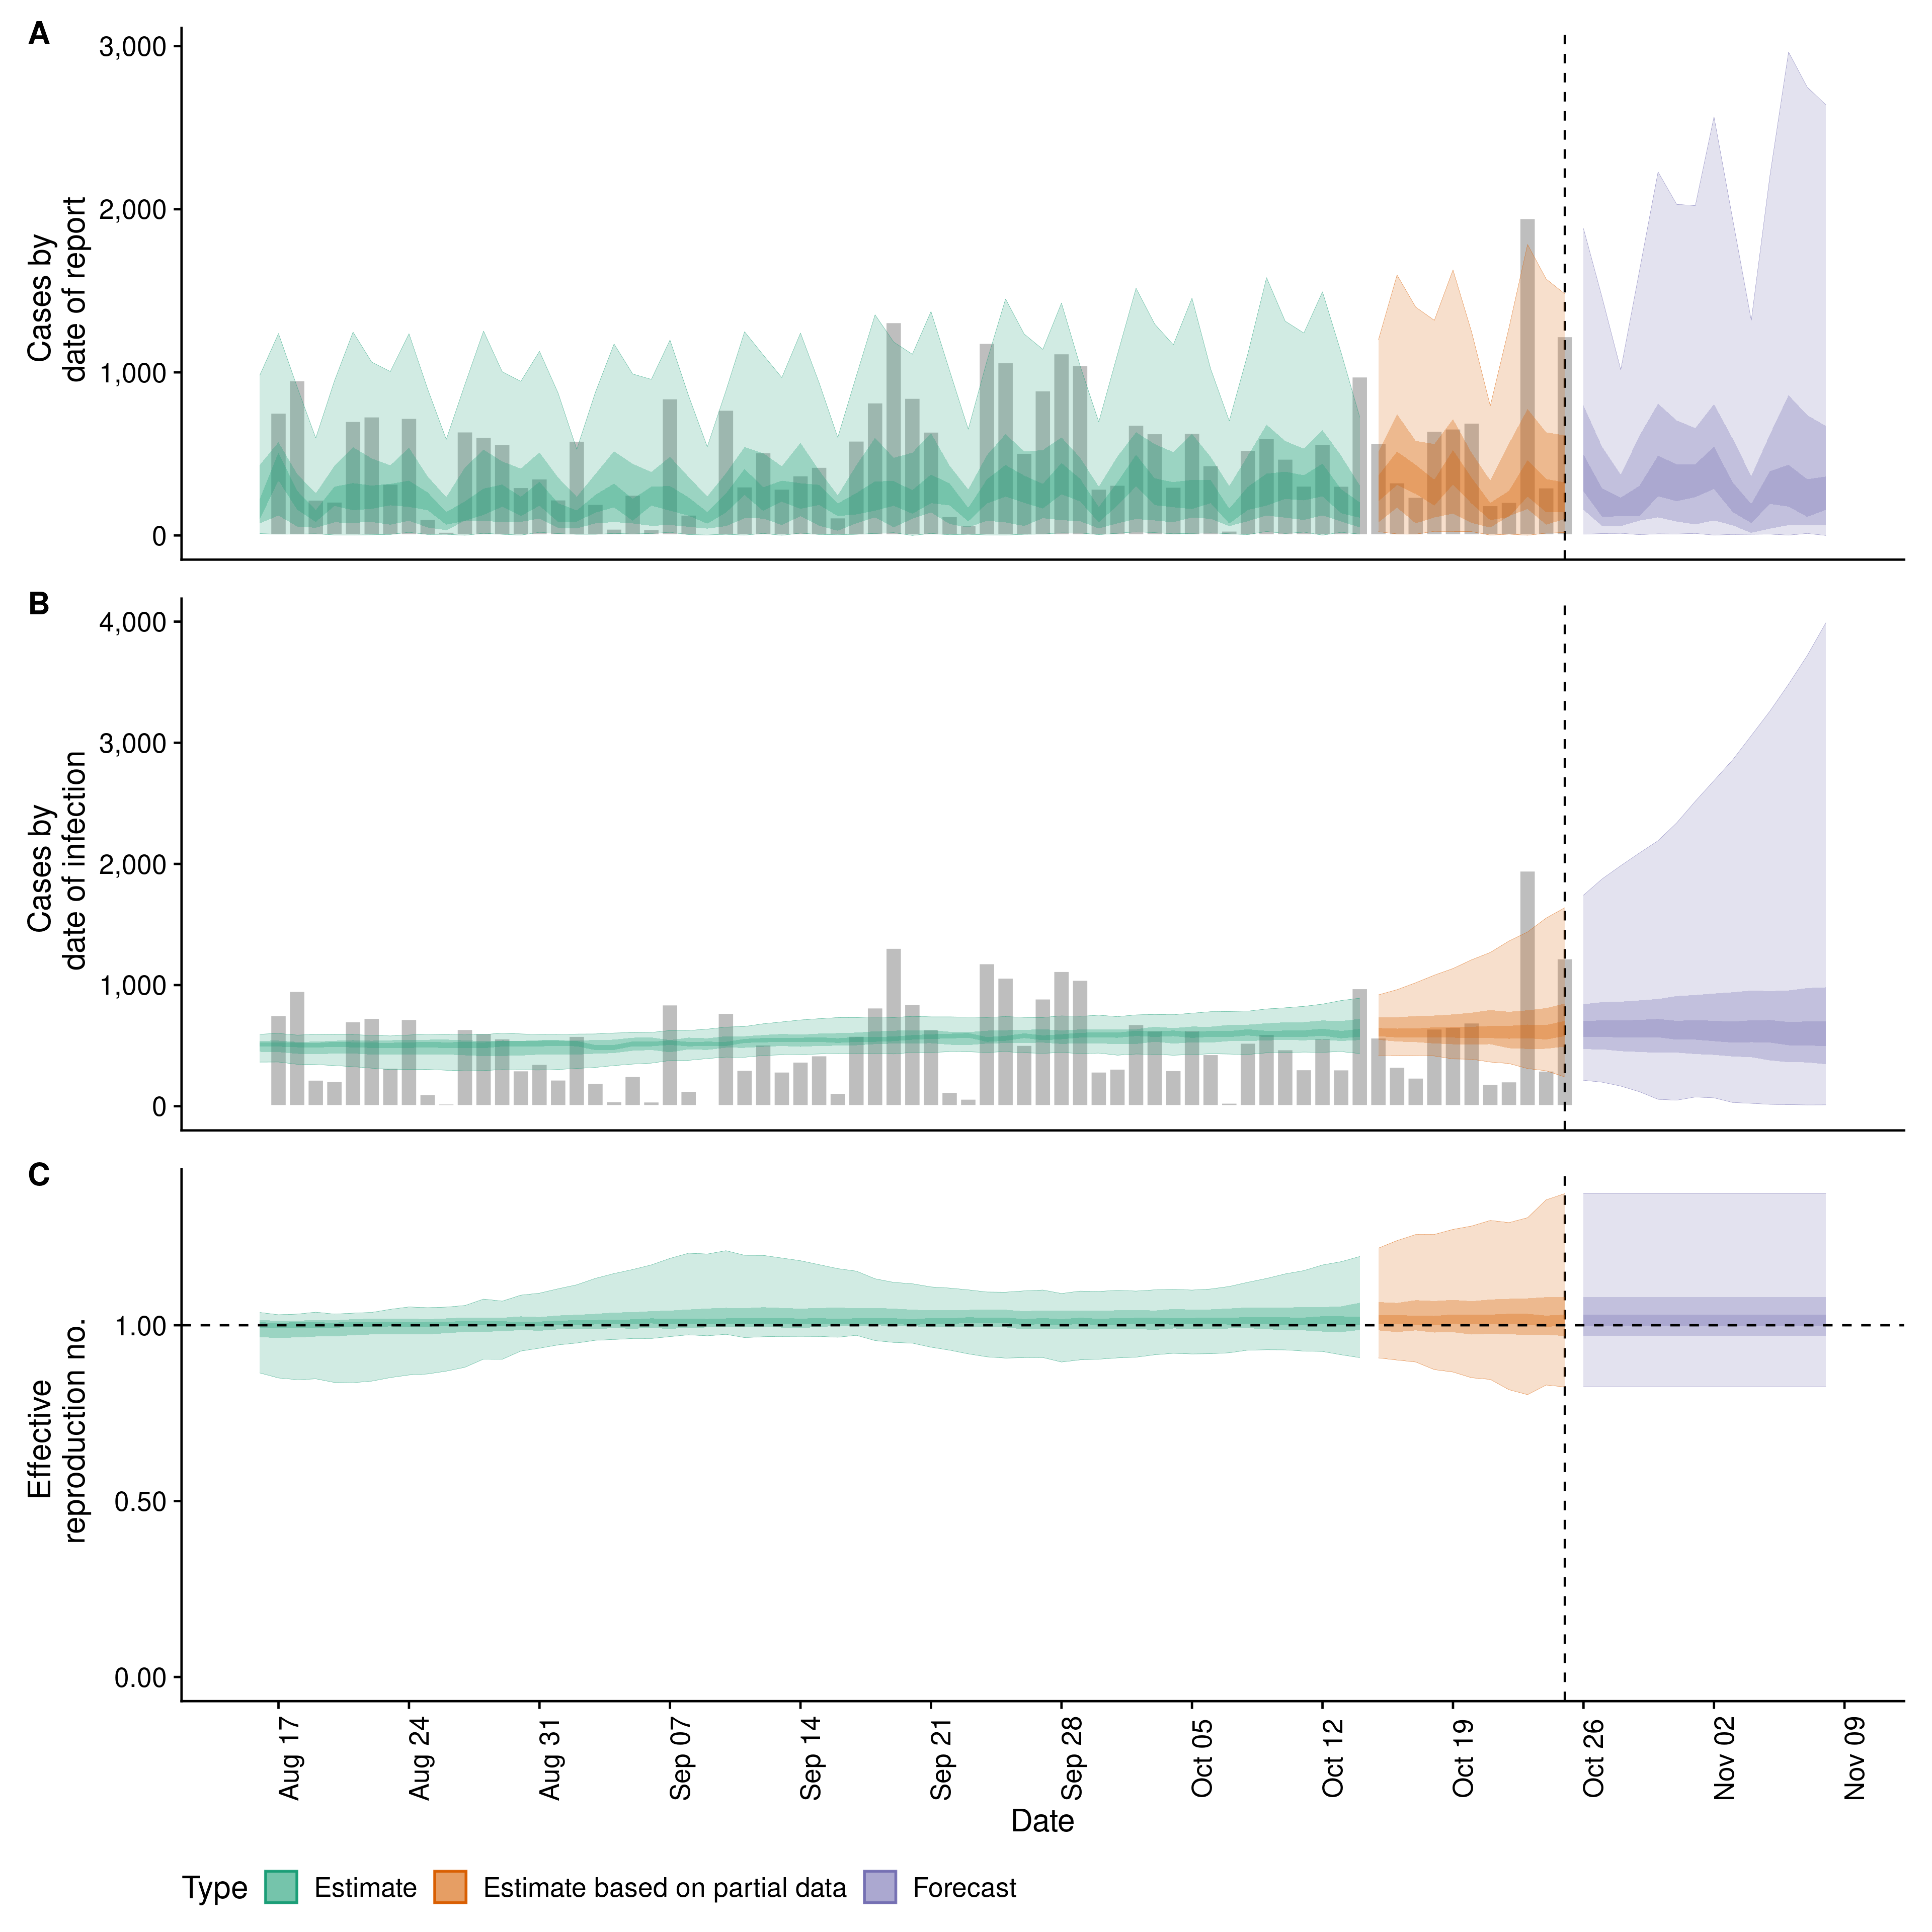 A
3,000
2,000
1,000
0
Cases by
date of report
B
4,000
3,000
2,000
1,000
0
Cases by
date of infection
C
1.00
0.50
0.00
Effective
reproduction no.
Aug 17
Aug 24
Aug 31
Sep 07
Sep 14
Sep 21
Sep 28
Oct 05
Oct 12
Oct 19
Oct 26
Nov 02
Nov 09
Date
Type Estimate Estimate based on partial data Forecast